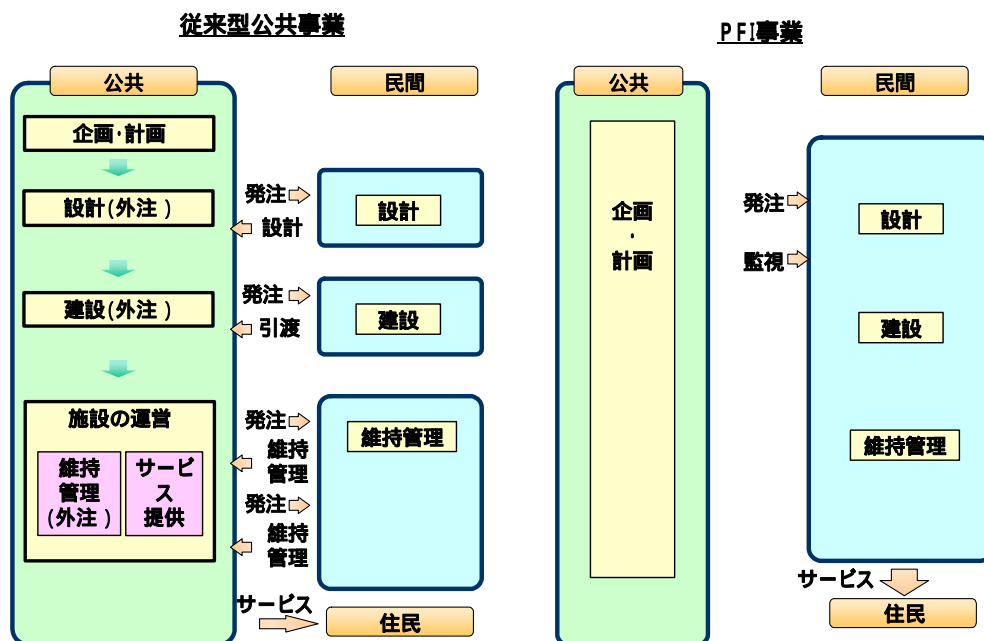 従来型公共事業
公共
民間
企画・計画
設計(外注)
発注
設計
設計
建設(外注)
発注
引渡
建設
施設の運営
維持
管理
(外注)
サービ
ス
提供
発注
維持
管理
発注
維持
管理
維持管理
サービス
住民
PFI事業
公共
民間
企画
・
計画
発注
監視
設計
建設
維持管理
サービス
住民